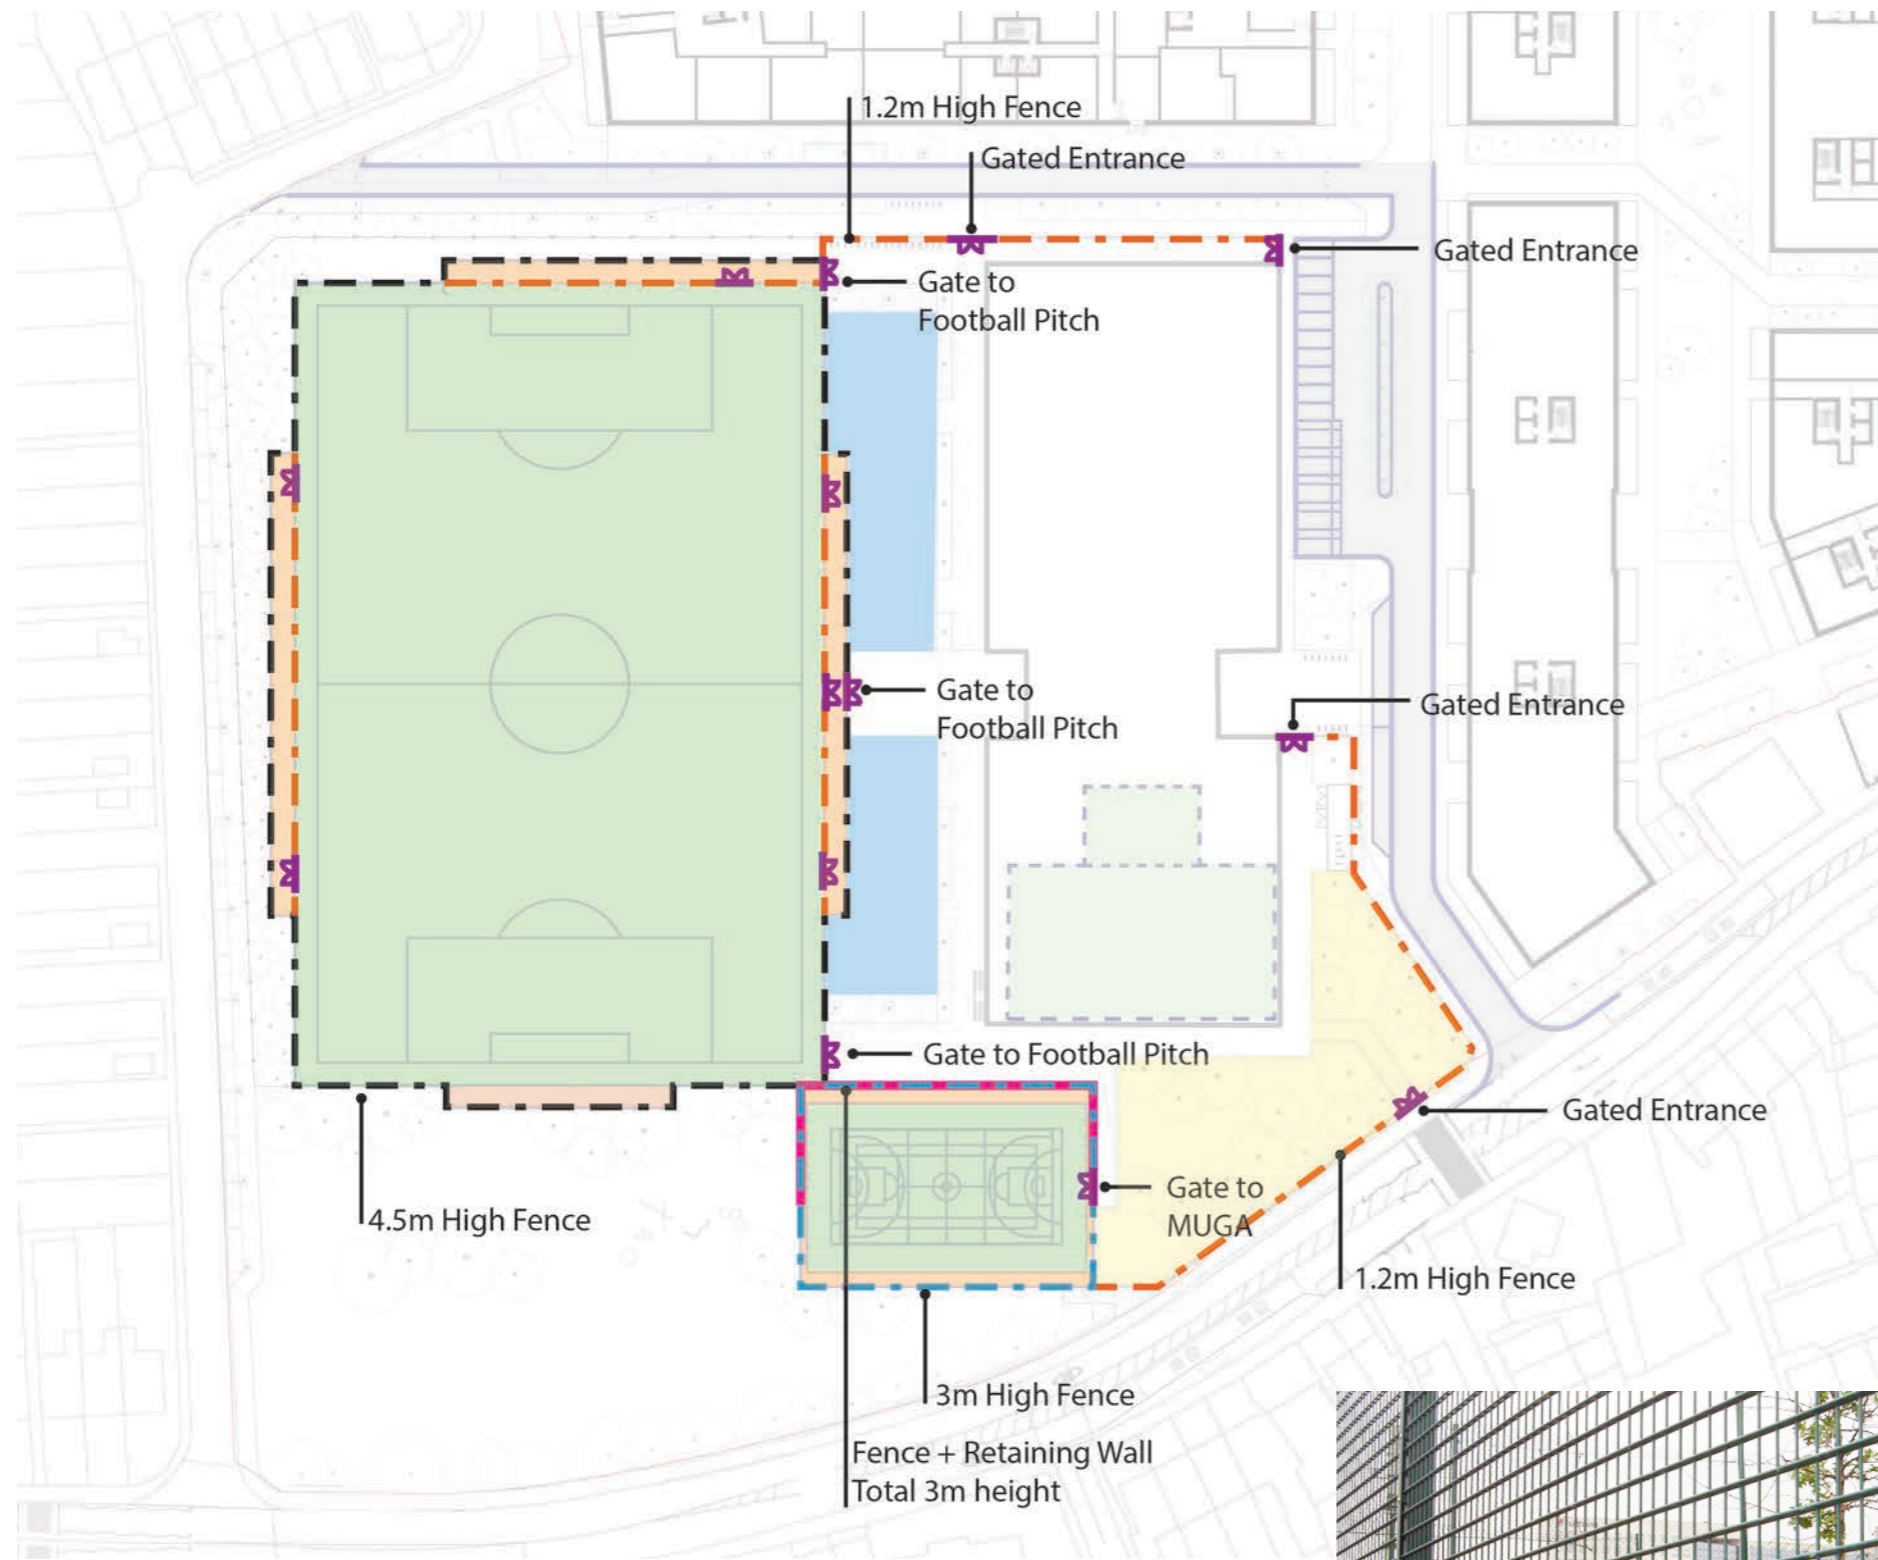 1.2m High Fence
Gated Entrance
Gated Entrance
Gate to
Football Pitch
Gate to
Football Pitch
Gated Entrance
Gate to Football Pitch
Gated Entrance
Gate to
MUGA
4.5m High Fence
1.2m High Fence
3m High Fence
Fence + Retaining Wall
Total 3m height